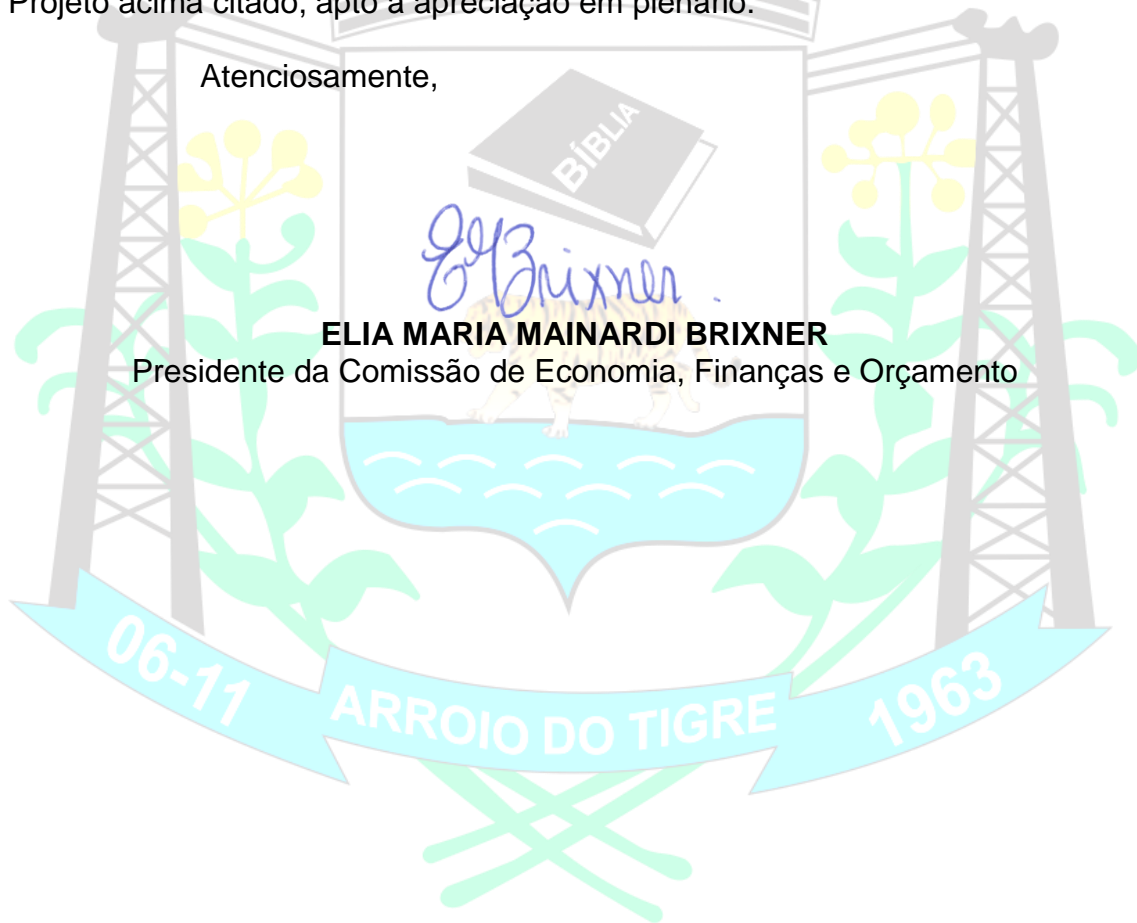 Projeto acima citado, apto a apreciação em plenário.
Atenciosamente,
BÍBLIA
EMBrixner.
ELIA MARIA MAINARDI BRIXNER
Presidente da Comissão de Economia, Finanças e Orçamento
06-11
ARROIO DO TIGRE
1963